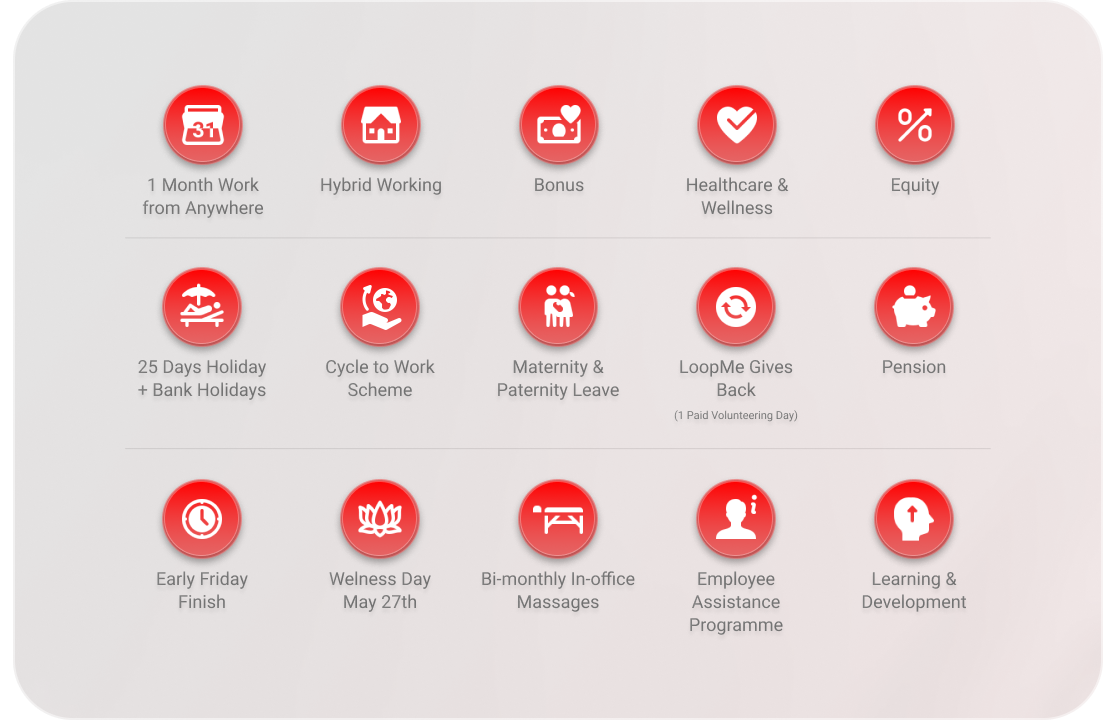 31
1 Month Work
from Anywhere
Hybrid Working
Bonus
Healthcare &
Wellness
Equity
25 Days Holiday
+ Bank Holidays
Cycle to Work
Scheme
Maternity &
Paternity Leave
LoopMe Gives
Back
(1 Paid Volunteering Day)
Pension
Early Friday
Finish
Welness Day
May 27th
Bi-monthly In-office
Massages
Employee
Assistance
Programme
Learning &
Development